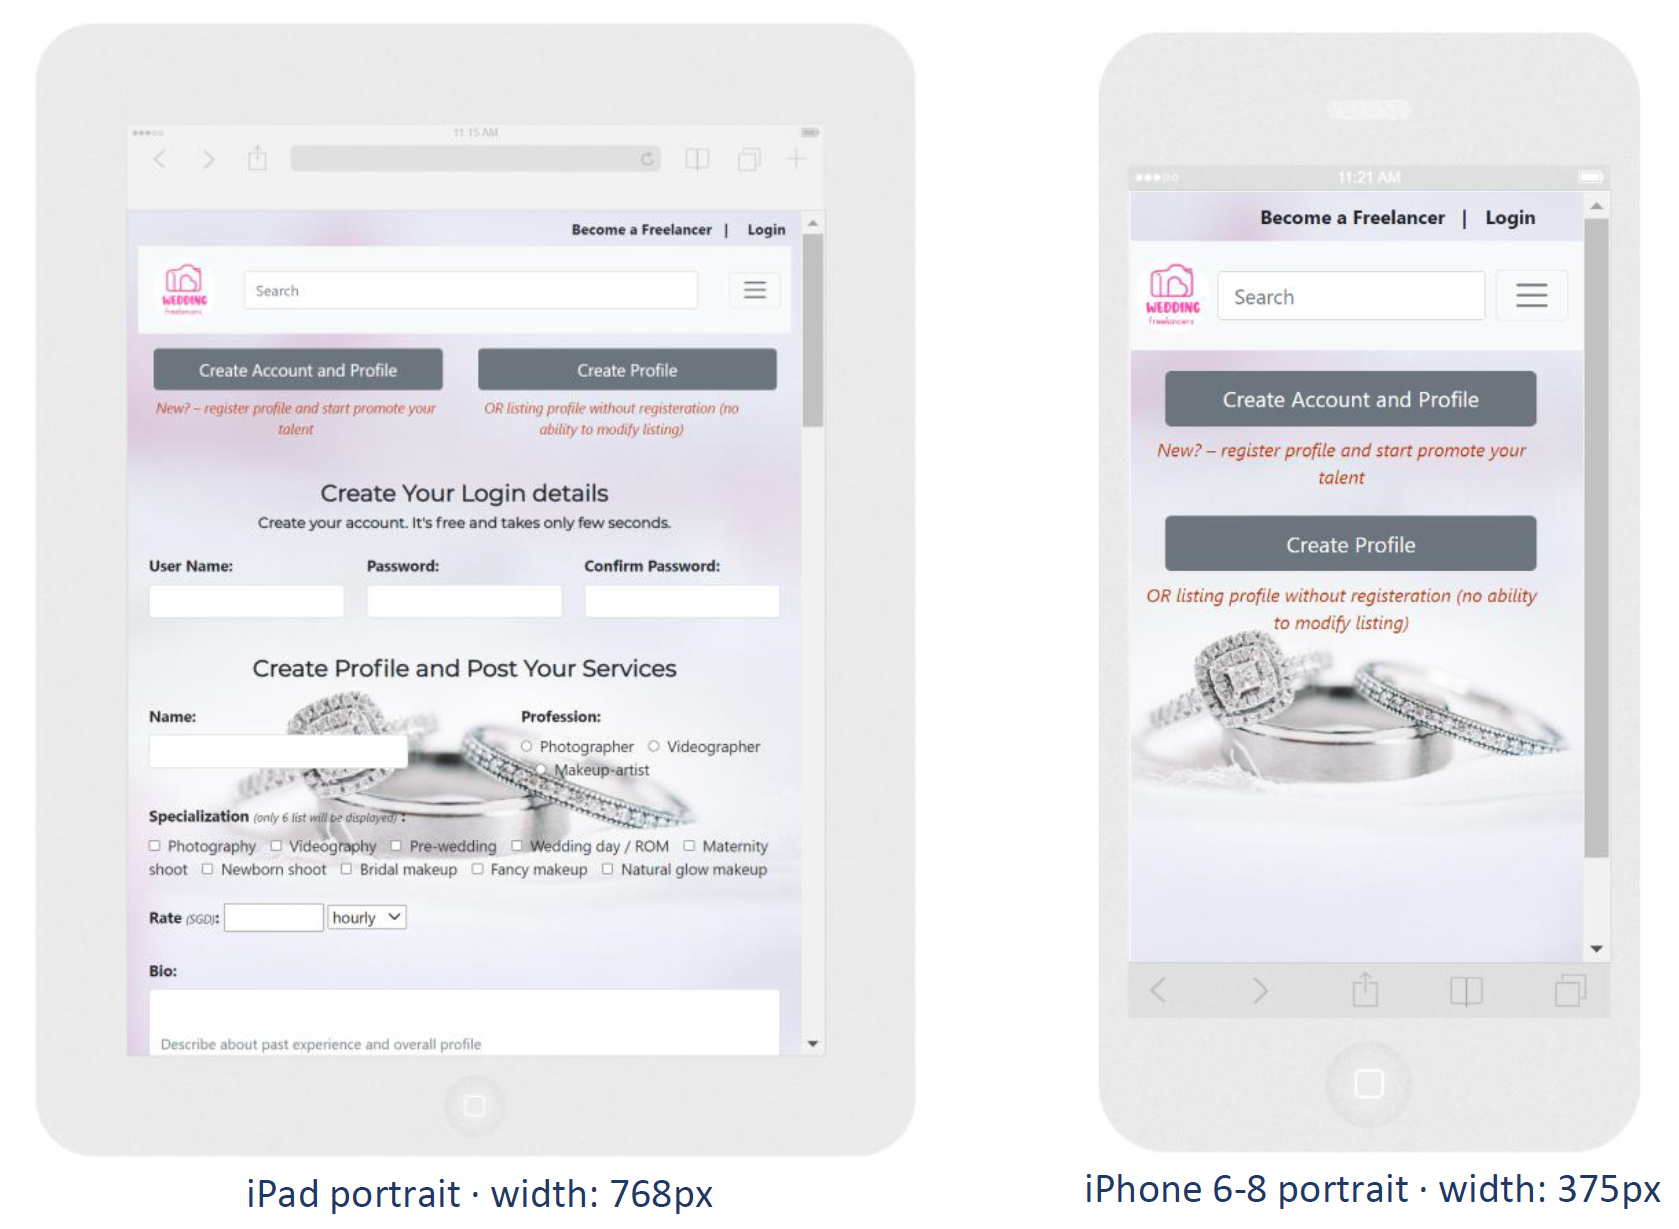 11:15 AM
Become a Freelancer | Login
WEDDING
freelancers
Search
Create Account and Profile
Create Profile
New? – register profile and start promote your
talent
OR listing profile without registeration (no
ability to modify listing)
Create Your Login details
Create your account. It's free and takes only few seconds.
User Name:
Password:
Confirm Password:
Create Profile and Post Your Services
Name:
Profession:
Photographer
Videographer
Makeup-artist
Specialization (only 6 list will be displayed) :
Photography Videography Pre-wedding Wedding day / ROM Maternity
shoot Newborn shoot Bridal makeup Fancy makeup Natural glow makeup
Rate (SGD): hourly
Bio:
Describe about past experience and overall profile
iPad portrait · width: 768px
11:21 AM
Become a Freelancer | Login
WEDDING
freelancers
Search
Create Account and Profile
New? – register profile and start promote your
talent
Create Profile
OR listing profile without registeration (no ability
to modify listing)
iPhone 6-8 portrait · width: 375px